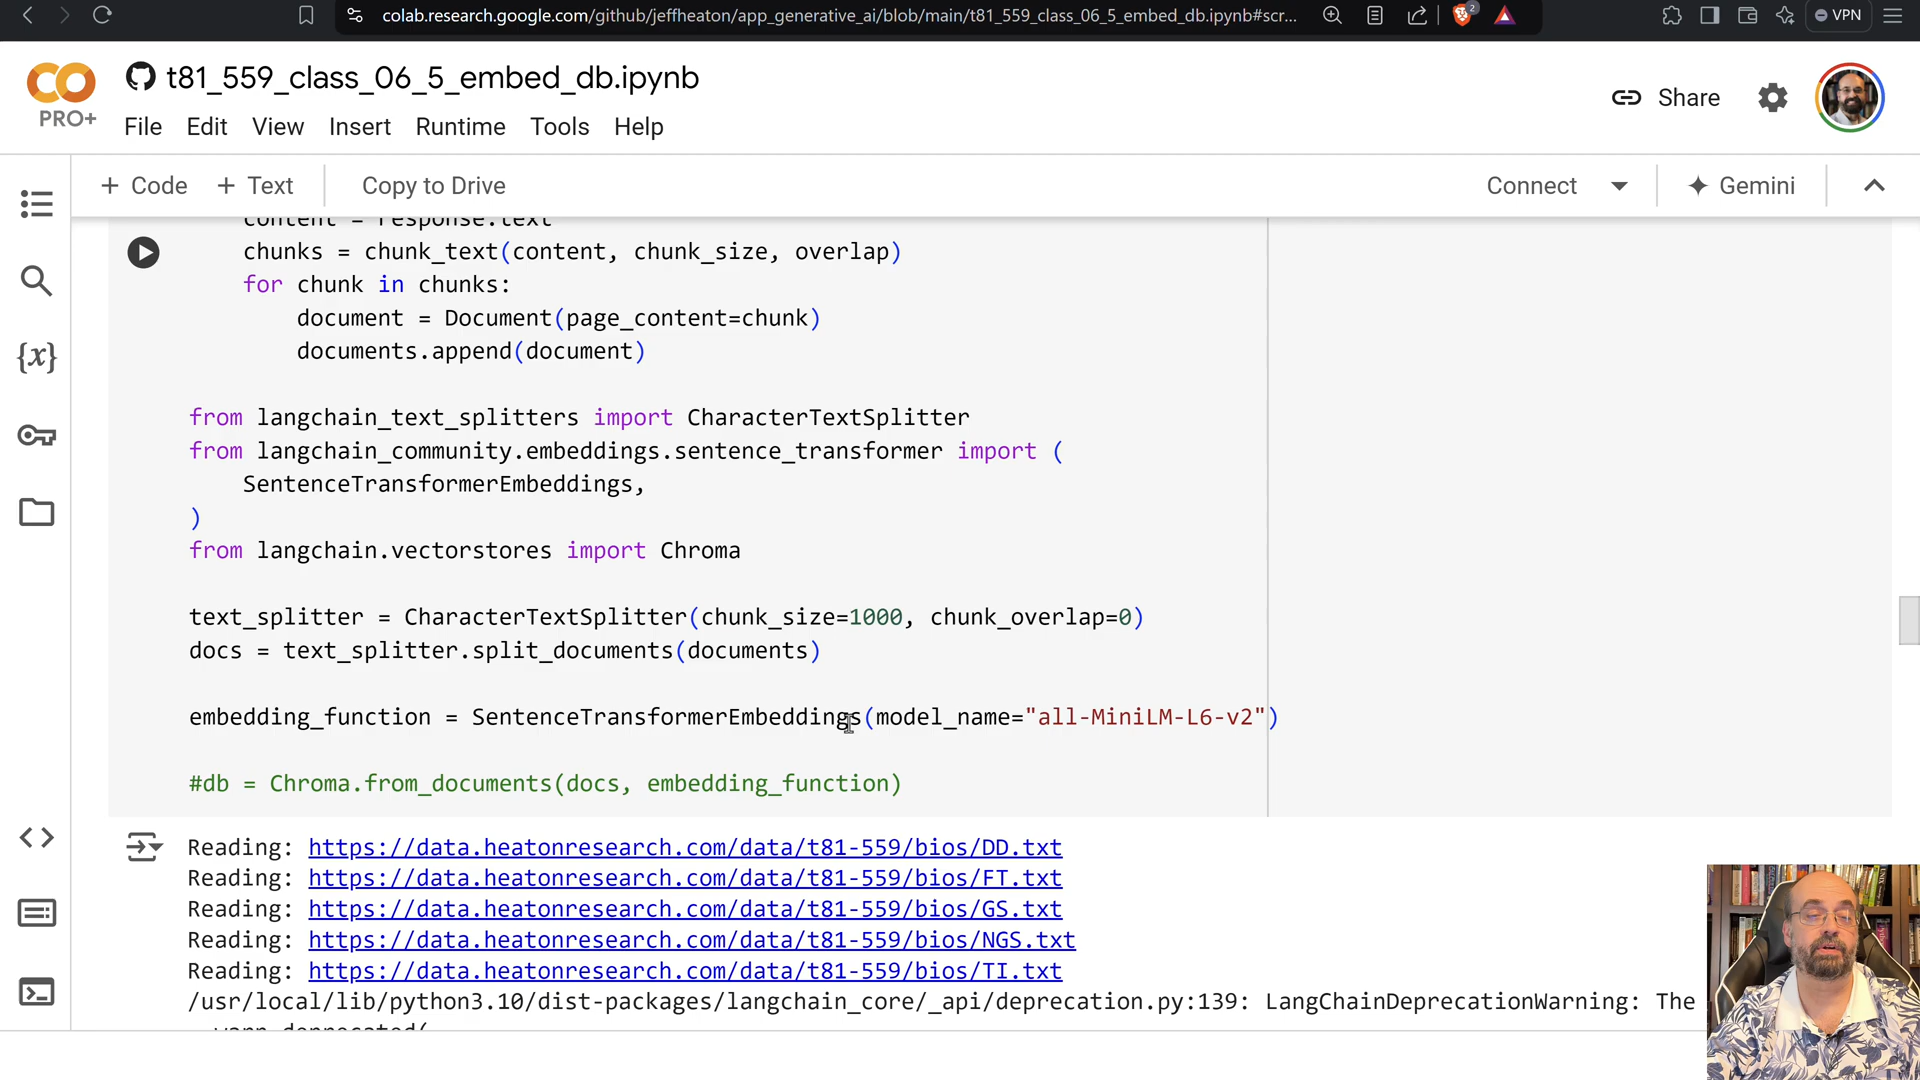 colab.research.google.com/github/jeffheaton/app_generative_ai/blob/main/t81_559_class_06_5_embed_db.ipynb#scr...
2
VPN
CO
PRO+
t81_559_class_06_5_embed_db.ipynb
Share
File Edit View Insert Runtime Tools Help
+ Code + Text Copy to Drive Connect Gemini
content = response.text
chunks = chunk_text(content, chunk_size, overlap)
for chunk in chunks:
document = Document(page_content=chunk)
documents.append(document)
from langchain_text_splitters import CharacterTextSplitter
from langchain_community.embeddings.sentence_transformer import (
SentenceTransformerEmbeddings,
)
from langchain.vectorstores import Chroma
text_splitter = CharacterTextSplitter(chunk_size=1000, chunk_overlap=0)
docs = text_splitter.split_documents(documents)
embedding_function = SentenceTransformerEmbeddings(model_name="all-MiniLM-L6-v2")
#db = Chroma.from_documents(docs, embedding_function)
Reading: https://data.heatonresearch.com/data/t81-559/bios/DD.txt
Reading: https://data.heatonresearch.com/data/t81-559/bios/FT.txt
Reading: https://data.heatonresearch.com/data/t81-559/bios/GS.txt
Reading: https://data.heatonresearch.com/data/t81-559/bios/NGS.txt
Reading: https://data.heatonresearch.com/data/t81-559/bios/TI.txt
/usr/local/lib/python3.10/dist-packages/langchain_core/_api/deprecation.py:139: LangChainDeprecationWarning: The
warn_deprecated(